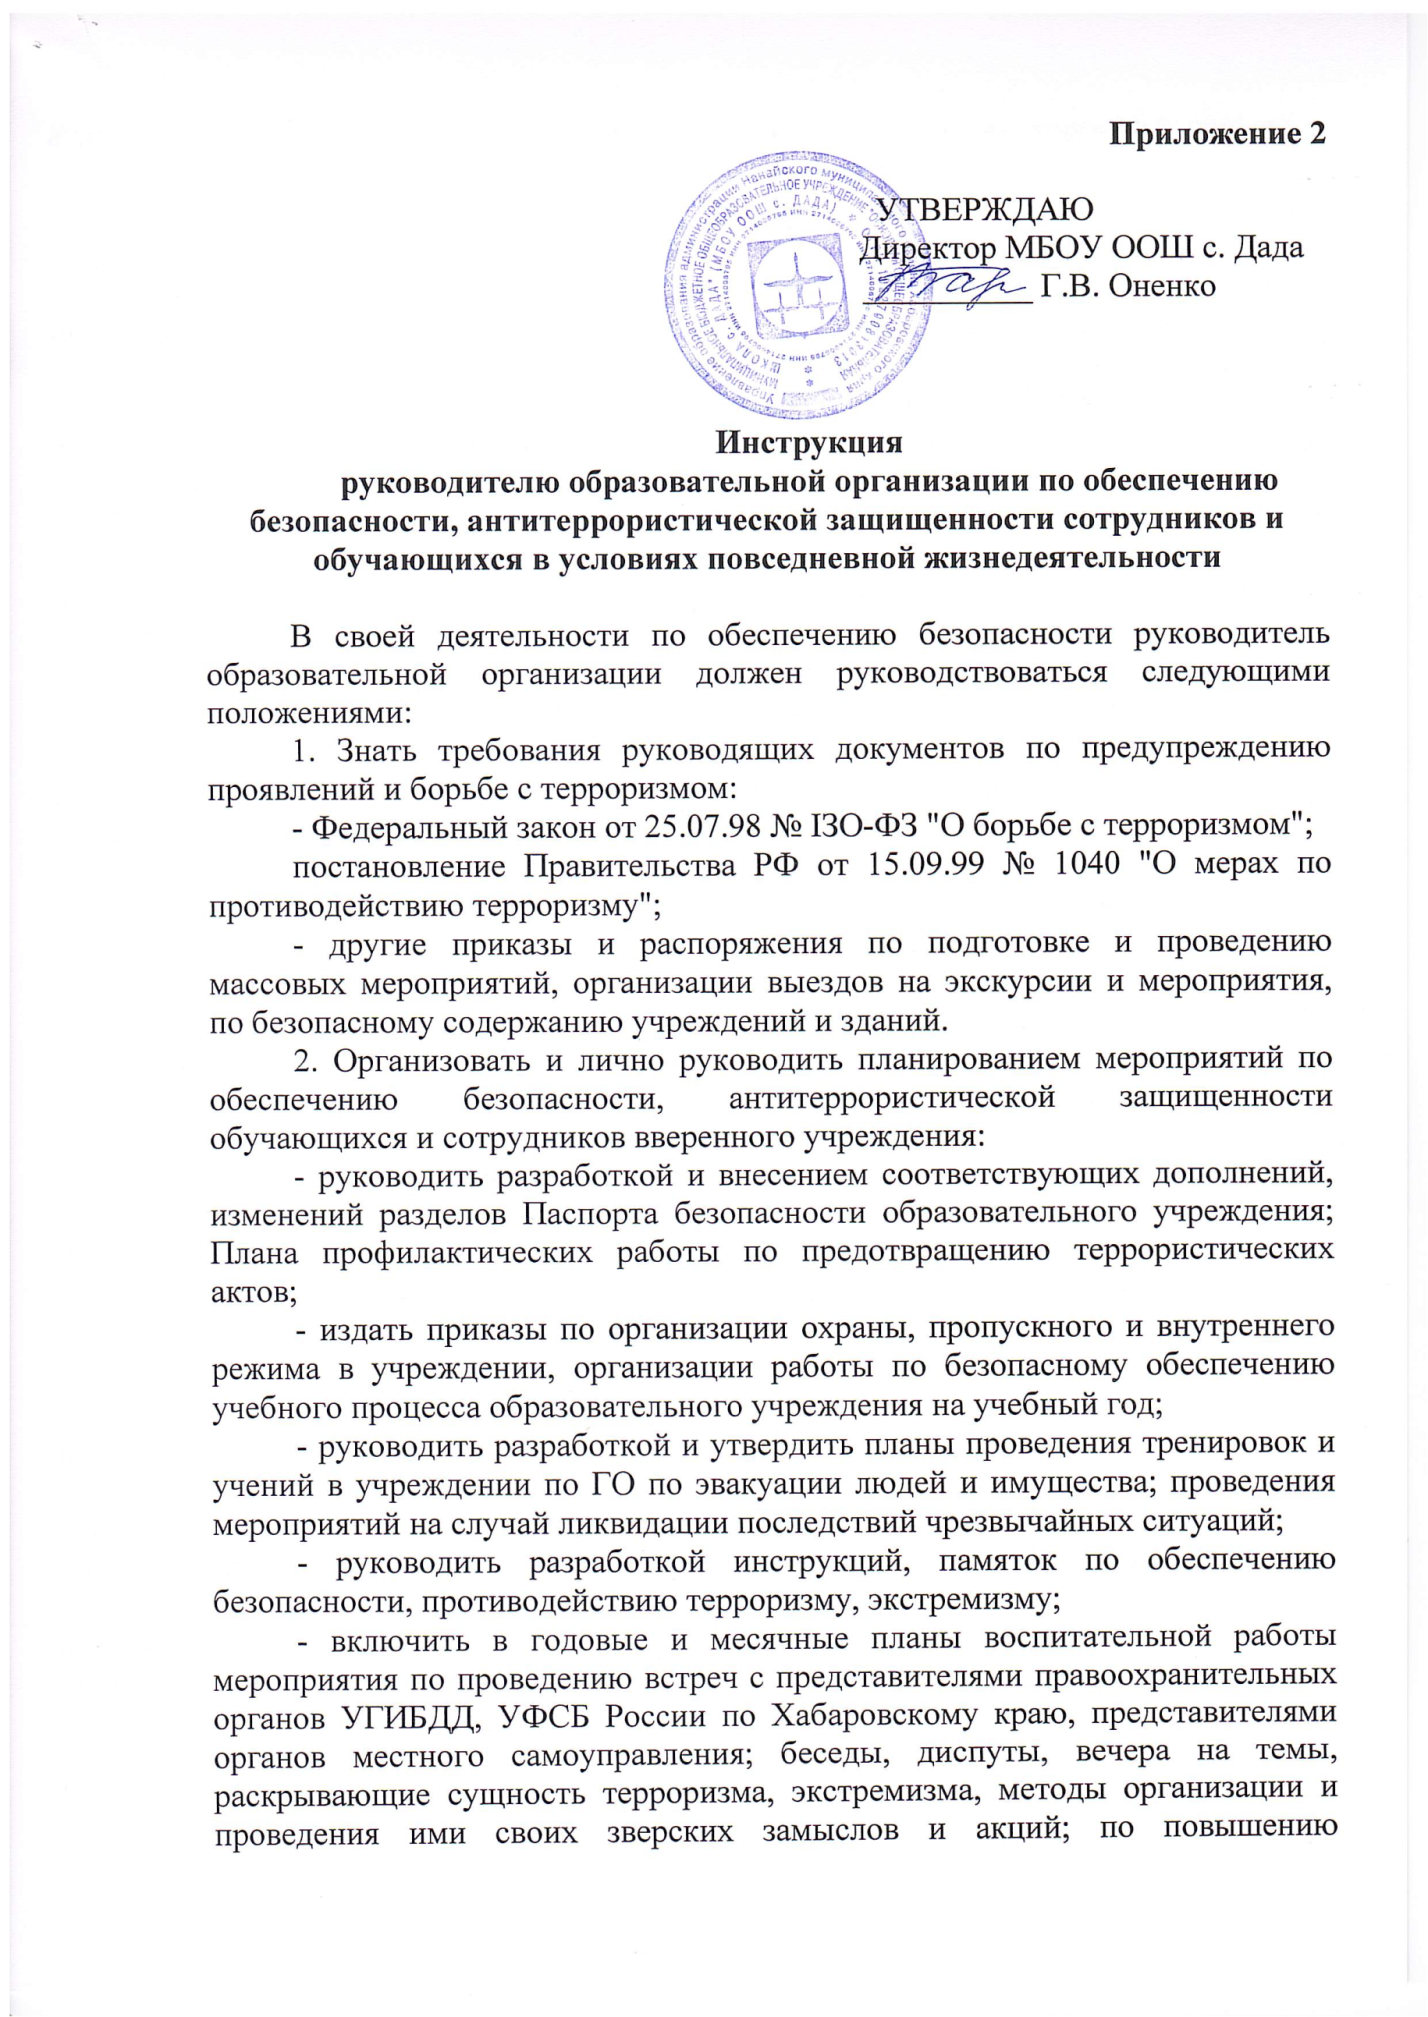 Приложение 2
УТВЕРЖДАЮ
Директор МБОУ ООШ с. Дада
Г.В. Оненко
Инструкция
руководителю образовательной организации по обеспечению
безопасности, антитеррористической защищенности сотрудников и
обучающихся в условиях повседневной жизнедеятельности
В своей деятельности по обеспечению безопасности руководитель
образовательной организации должен руководствоваться следующими
положениями:
1. Знать требования руководящих документов по предупреждению
проявлений и борьбе с терроризмом:
- Федеральный закон от 25.07.98 № IЗО-ФЗ "О борьбе с терроризмом";
постановление Правительства РФ от 15.09.99 № 1040 "О мерах по
противодействию терроризму";
- другие приказы и распоряжения по подготовке и проведению
массовых мероприятий, организации выездов на экскурсии и мероприятия,
по безопасному содержанию учреждений и зданий.
2. Организовать и лично руководить планированием мероприятий по
обеспечению безопасности, антитеррористической защищенности
обучающихся и сотрудников вверенного учреждения:
- руководить разработкой и внесением соответствующих дополнений,
изменений разделов Паспорта безопасности образовательного учреждения;
Плана профилактических работы по предотвращению террористических
актов;
- издать приказы по организации охраны, пропускного и внутреннего
режима в учреждении, организации работы по безопасному обеспечению
учебного процесса образовательного учреждения на учебный год;
- руководить разработкой и утвердить планы проведения тренировок и
учений в учреждении по ГО по эвакуации людей и имущества; проведения
мероприятий на случай ликвидации последствий чрезвычайных ситуаций;
- руководить разработкой инструкций, памяток по обеспечению
безопасности, противодействию терроризму, экстремизму;
- включить в годовые и месячные планы воспитательной работы
мероприятия по проведению встреч с представителями правоохранительных
органов УГИБДД, УФСБ России по Хабаровскому краю, представителями
органов местного самоуправления; беседы, диспуты, вечера на темы,
раскрывающие сущность терроризма, экстремизма, методы организации и
проведения ими своих зверских замыслов и акций; по повышению